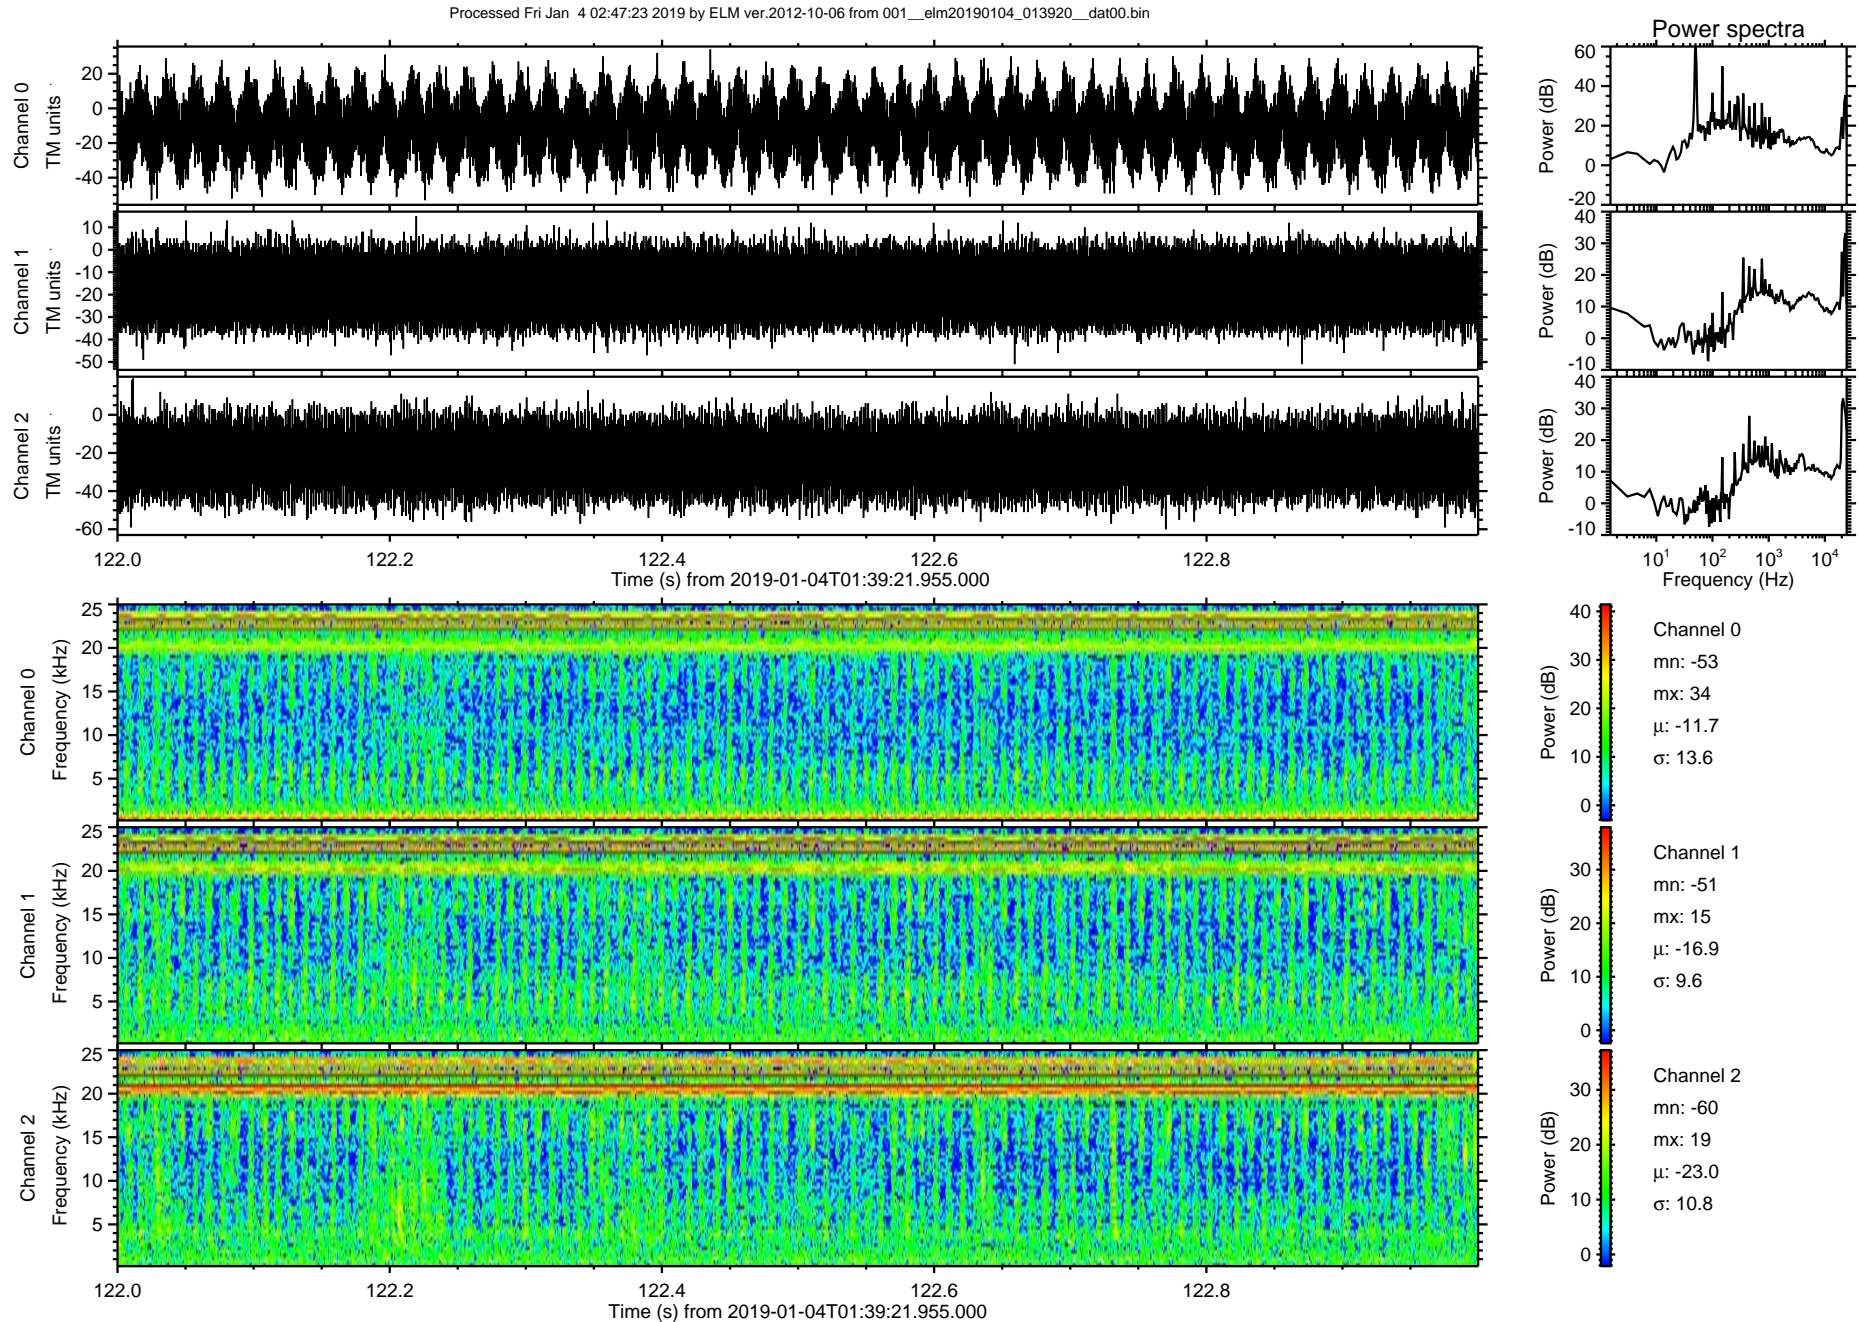 Processed Fri Jan  4 02:47:23 2019 by ELM ver.2012-10-06 from 001__elm20190104_013920__dat00.bin
Power spectra
Channel 0
TM units
20
0
-20
-40
Power (dB)
60
40
20
0
-20
Channel 1
TM units
10
0
-10
-20
-30
-40
-50
Power (dB)
40
30
20
10
0
-10
Channel 2
TM units
0
-20
-40
-60
Power (dB)
40
30
20
10
0
-10
122.0 122.2 122.4 122.6 122.8
Time (s) from 2019-01-04T01:39:21.955.000
10¹ 10² 10³ 10⁴
Frequency (Hz)
Channel 0
Frequency (kHz)
25
20
15
10
5
Power (dB)
40
30
20
10
0
Channel 0
mn: -53
mx: 34
μ: -11.7
σ: 13.6
Channel 1
Frequency (kHz)
25
20
15
10
5
Power (dB)
30
20
10
0
Channel 1
mn: -51
mx: 15
μ: -16.9
σ: 9.6
Channel 2
Frequency (kHz)
25
20
15
10
5
Power (dB)
30
20
10
0
Channel 2
mn: -60
mx: 19
μ: -23.0
σ: 10.8
122.0 122.2 122.4 122.6 122.8
Time (s) from 2019-01-04T01:39:21.955.000